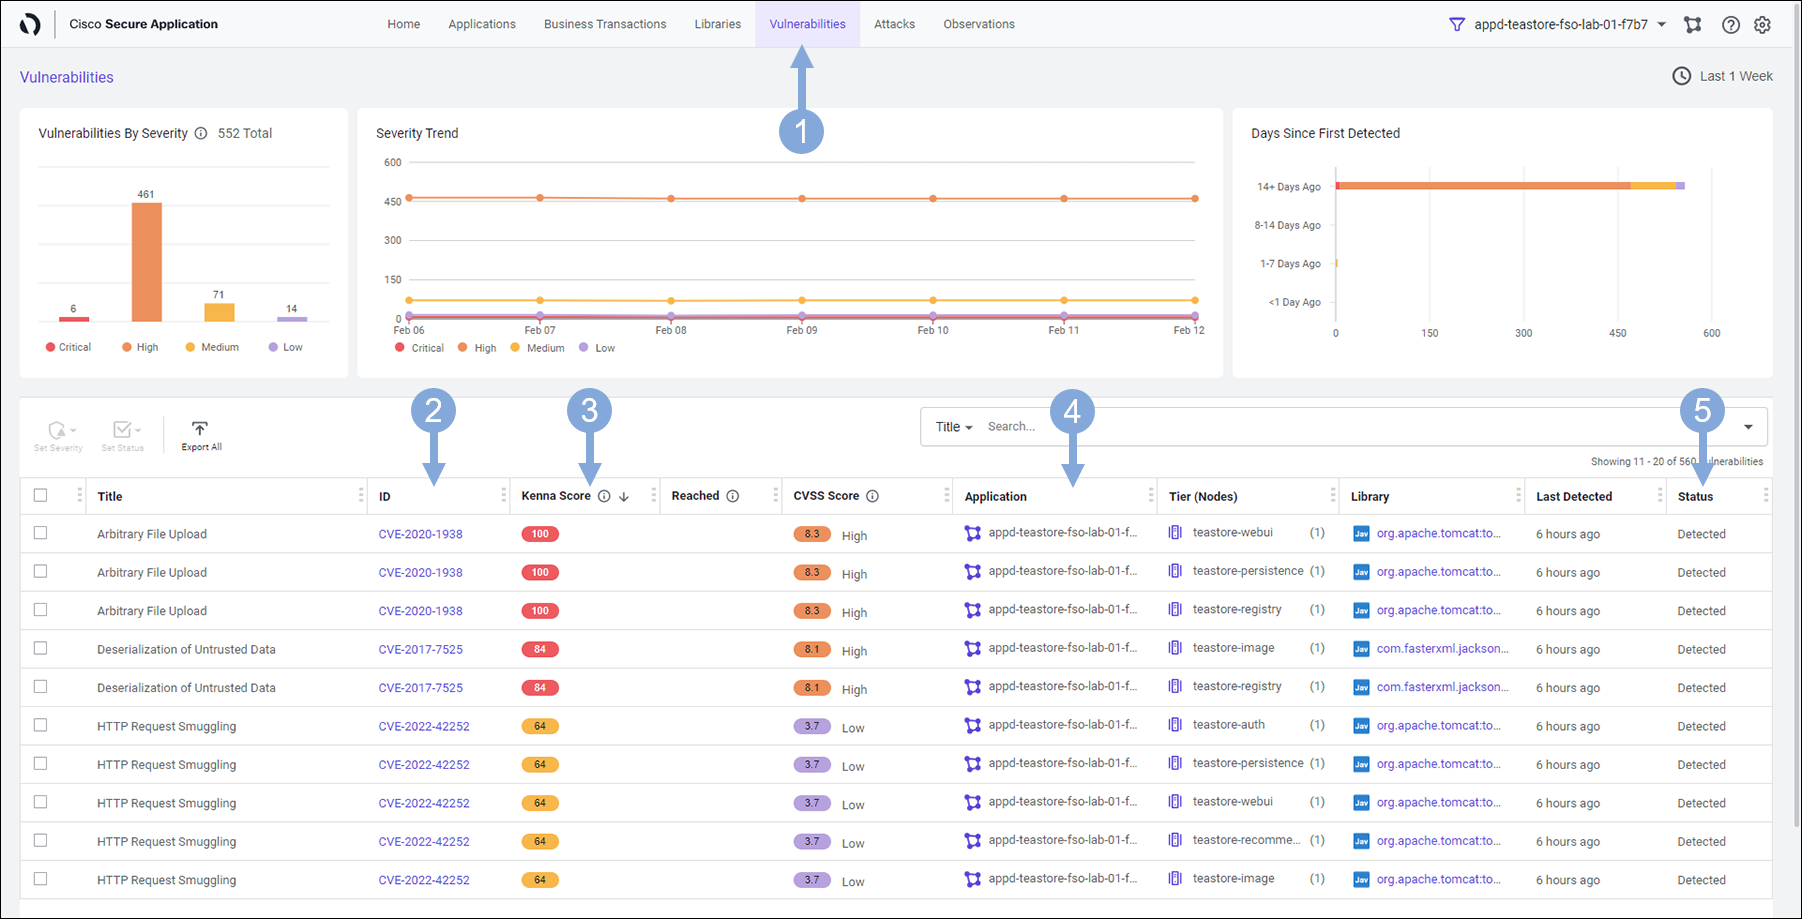 Cisco Secure Application
Home Applications Business Transactions Libraries Vulnerabilities Attacks Observations
appd-teastore-fso-lab-01-f7b7
Vulnerabilities
Last 1 Week
1
Vulnerabilities By Severity 552 Total
6 461 71 14
Critical High Medium Low
Severity Trend
600
450
300
150
0
Feb 06 Feb 07 Feb 08 Feb 09 Feb 10 Feb 11 Feb 12
Critical High Medium Low
Days Since First Detected
14+ Days Ago
8-14 Days Ago
1-7 Days Ago
<1 Day Ago
0 150 300 450 600
2 3 4 5
Set Severity Set Status Export All
Title Search...
Showing 11 - 20 of 560 vulnerabilities
Title ID Kenna Score Reached CVSS Score Application Tier (Nodes) Library Last Detected Status
Arbitrary File Upload CVE-2020-1938 100 8.3 High appd-teastore-fso-lab-01-f... teastore-webui (1) Jav org.apache.tomcat:to... 6 hours ago Detected
Arbitrary File Upload CVE-2020-1938 100 8.3 High appd-teastore-fso-lab-01-f... teastore-persistence (1) Jav org.apache.tomcat:to... 6 hours ago Detected
Arbitrary File Upload CVE-2020-1938 100 8.3 High appd-teastore-fso-lab-01-f... teastore-registry (1) Jav org.apache.tomcat:to... 6 hours ago Detected
Deserialization of Untrusted Data CVE-2017-7525 84 8.1 High appd-teastore-fso-lab-01-f... teastore-image (1) Jav com.fasterxml.jackson... 6 hours ago Detected
Deserialization of Untrusted Data CVE-2017-7525 84 8.1 High appd-teastore-fso-lab-01-f... teastore-registry (1) Jav com.fasterxml.jackson... 6 hours ago Detected
HTTP Request Smuggling CVE-2022-42252 64 3.7 Low appd-teastore-fso-lab-01-f... teastore-auth (1) Jav org.apache.tomcat:to... 6 hours ago Detected
HTTP Request Smuggling CVE-2022-42252 64 3.7 Low appd-teastore-fso-lab-01-f... teastore-persistence (1) Jav org.apache.tomcat:to... 6 hours ago Detected
HTTP Request Smuggling CVE-2022-42252 64 3.7 Low appd-teastore-fso-lab-01-f... teastore-webui (1) Jav org.apache.tomcat:to... 6 hours ago Detected
HTTP Request Smuggling CVE-2022-42252 64 3.7 Low appd-teastore-fso-lab-01-f... teastore-recomme... (1) Jav org.apache.tomcat:to... 6 hours ago Detected
HTTP Request Smuggling CVE-2022-42252 64 3.7 Low appd-teastore-fso-lab-01-f... teastore-image (1) Jav org.apache.tomcat:to... 6 hours ago Detected